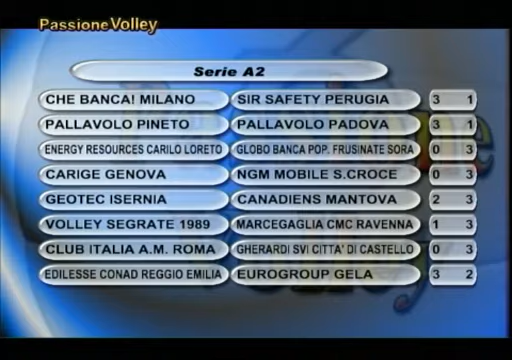 Passione Volley
Serie A2
CHE BANCA! MILANO SIR SAFETY PERUGIA 3 1
PALLAVOLO PINETO PALLAVOLO PADOVA 3 1
ENERGY RESOURCES CARILO LORETO GLOBO BANCA POP. FRUSINATE SORA 0 3
CARIGE GENOVA NGM MOBILE S.CROCE 0 3
GEOTEC ISERNIA CANADIENS MANTOVA 2 3
VOLLEY SEGRATE 1989 MARCEGAGLIA CMC RAVENNA 1 3
CLUB ITALIA A.M. ROMA GHERARDI SVI CITTA' DI CASTELLO 0 3
EDILESSE CONAD REGGIO EMILIA EUROGROUP GELA 3 2